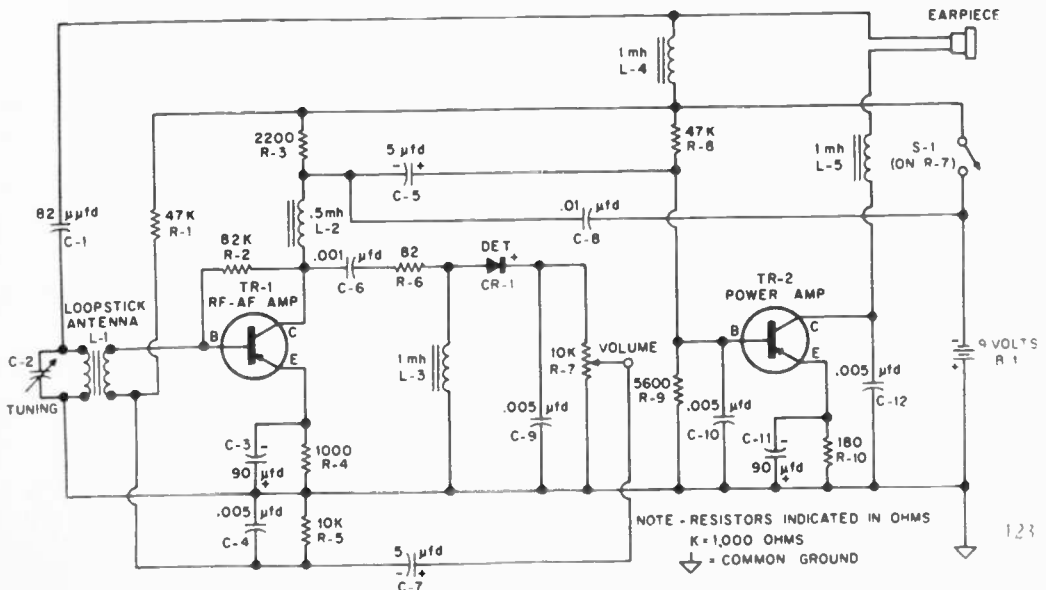 EARPIECE
1 mh
L-4
2200
R-3
47K
R-8
1 mh
L-5
S-1
(ON R-7)
5 µfd
- +
C-5
82 µµfd
C-1
47K
R-1
.5mh
L-2
.01 µfd
C-8
82K
R-2
.001 µfd
C-6
82
R-6
DET
+
CR-1
TR-1
RF-AF AMP
TR-2
POWER AMP
LOOPSTICK
ANTENNA
L-1
B
C
E
B
C
E
C-2
TUNING
1 mh
L-3
10K
R-7
VOLUME
-
9 VOLTS
+
5600
R-9
.005 µfd
C-9
.005 µfd
C-10
.005 µfd
C-12
C-3 -
90 µfd
+
1000
R-4
C-11 -
90 µfd
+
180
R-10
.005 µfd
C-4
10K
R-5
5 µfd
- +
C-7
NOTE - RESISTORS INDICATED IN OHMS
K = 1,000 OHMS
= COMMON GROUND
123